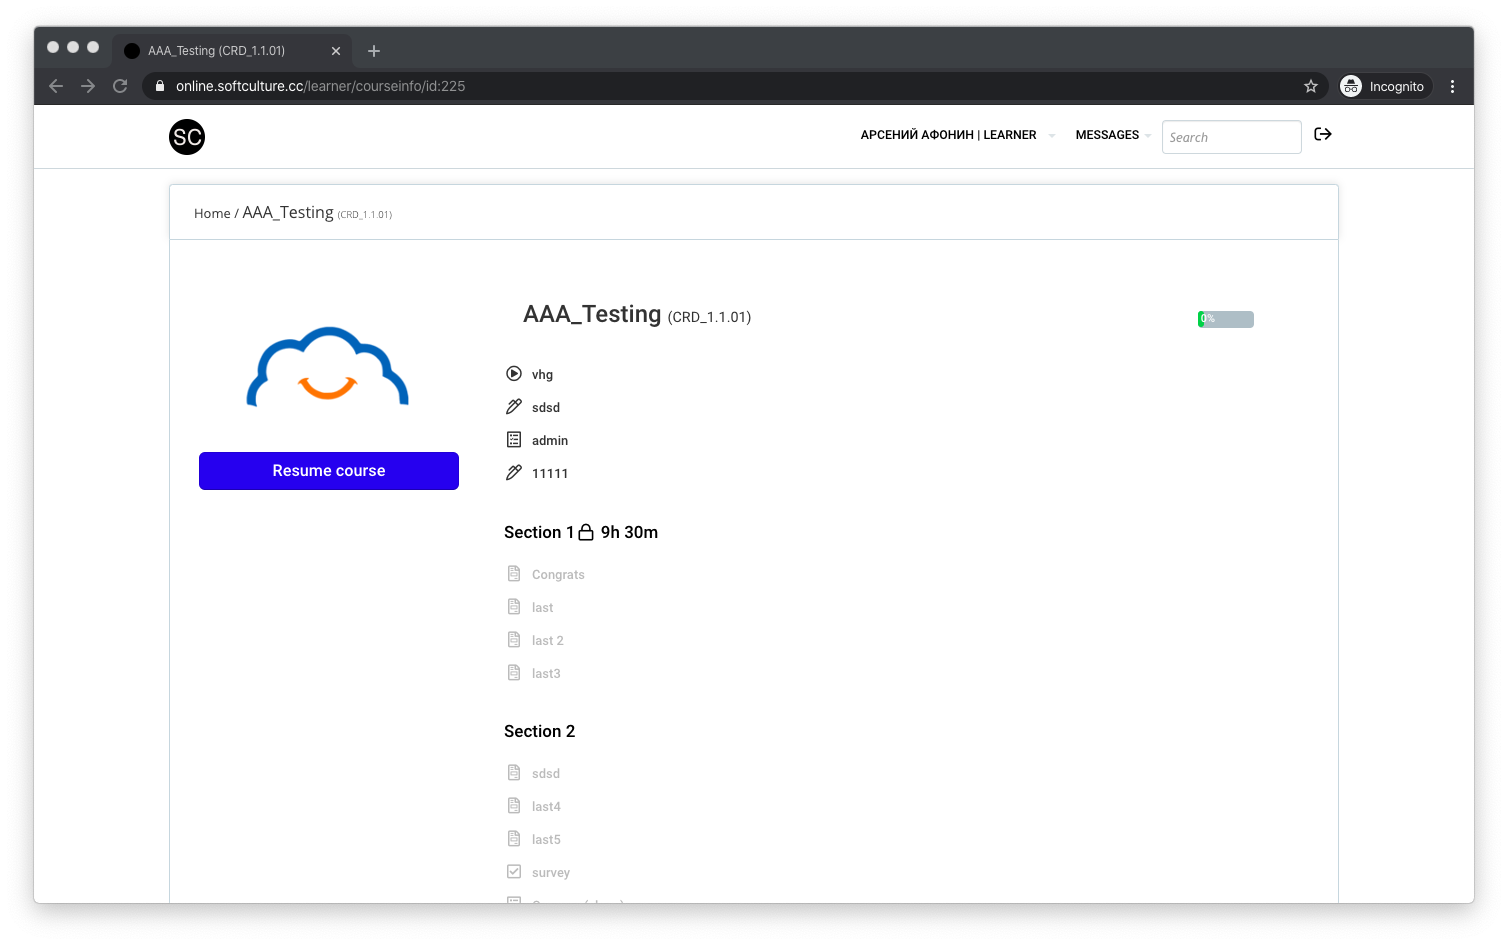 AAA_Testing (CRD_1.1.01)
online.softculture.cc/learner/courseinfo/id:225
Incognito
SC
АРСЕНИЙ АФОНИН | LEARNER
MESSAGES
Search
Home / AAA_Testing (CRD_1.1.01)
AAA_Testing (CRD_1.1.01)
0%
vhg
sdsd
admin
11111
Resume course
Section 1 9h 30m
Congrats
last
last 2
last3
Section 2
sdsd
last4
last5
survey